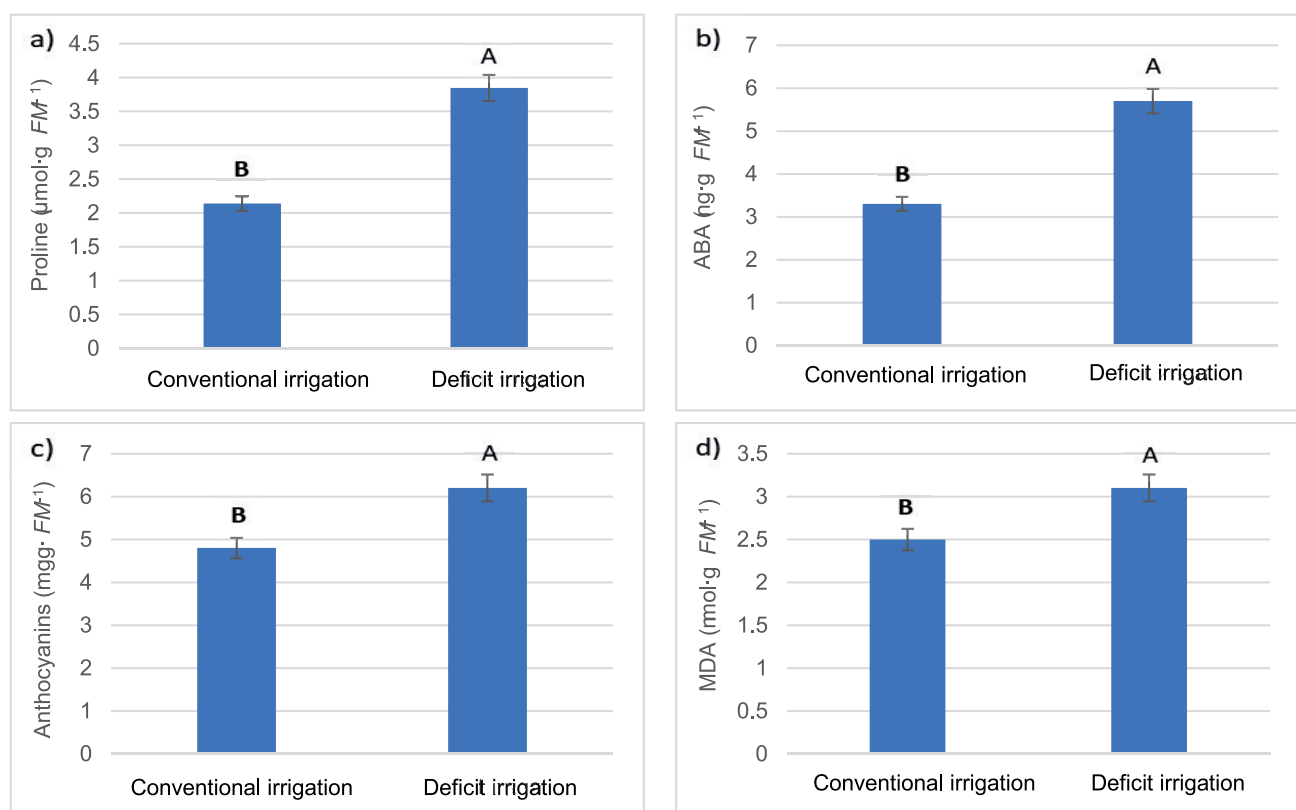 a)
4.5
4
3.5
3
2.5
2
1.5
1
0.5
0
Proline (µmol·g FM⁻¹)
A
B
Conventional irrigation
Deficit irrigation
b)
7
6
5
4
3
2
1
0
ABA (ng·g FM⁻¹)
A
B
Conventional irrigation
Deficit irrigation
c)
7
6
5
4
3
2
1
0
Anthocyanins (mgg· FM⁻¹)
A
B
Conventional irrigation
Deficit irrigation
d)
3.5
3
2.5
2
1.5
1
0.5
0
MDA (nmol·g FM⁻¹)
A
B
Conventional irrigation
Deficit irrigation